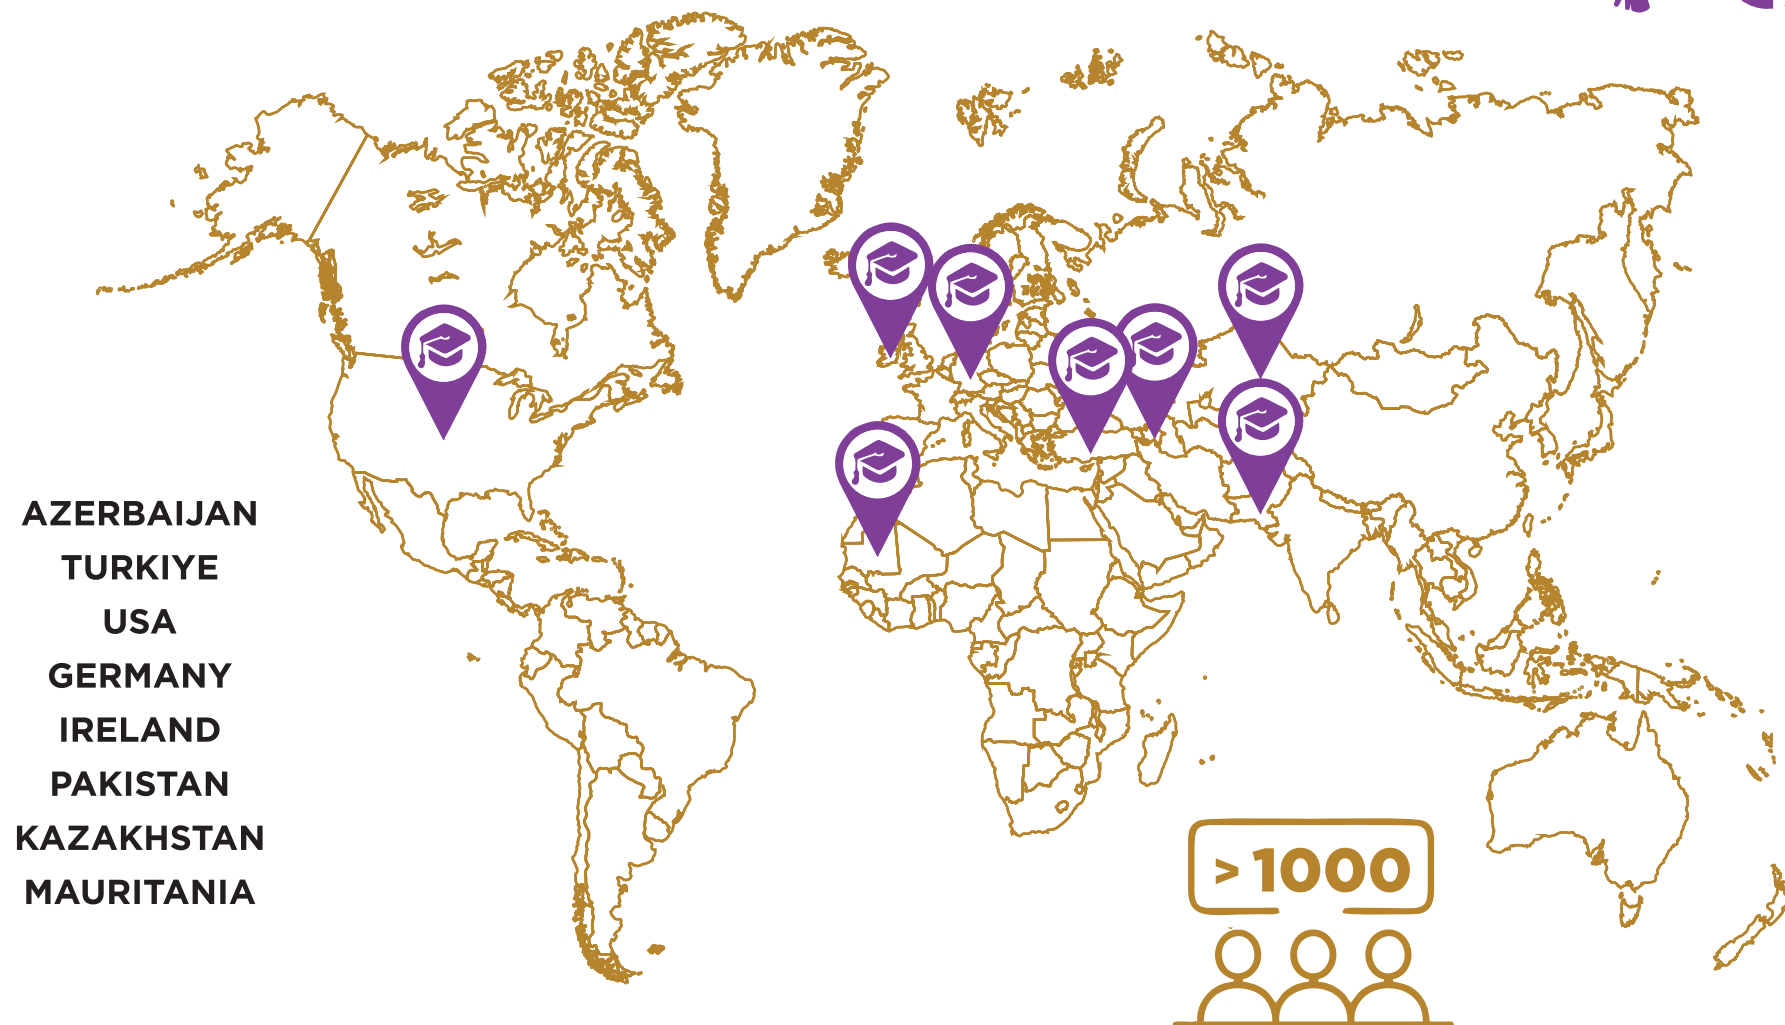 AZERBAIJAN
TURKIYE
USA
GERMANY
IRELAND
PAKISTAN
KAZAKHSTAN
MAURITANIA
> 1000